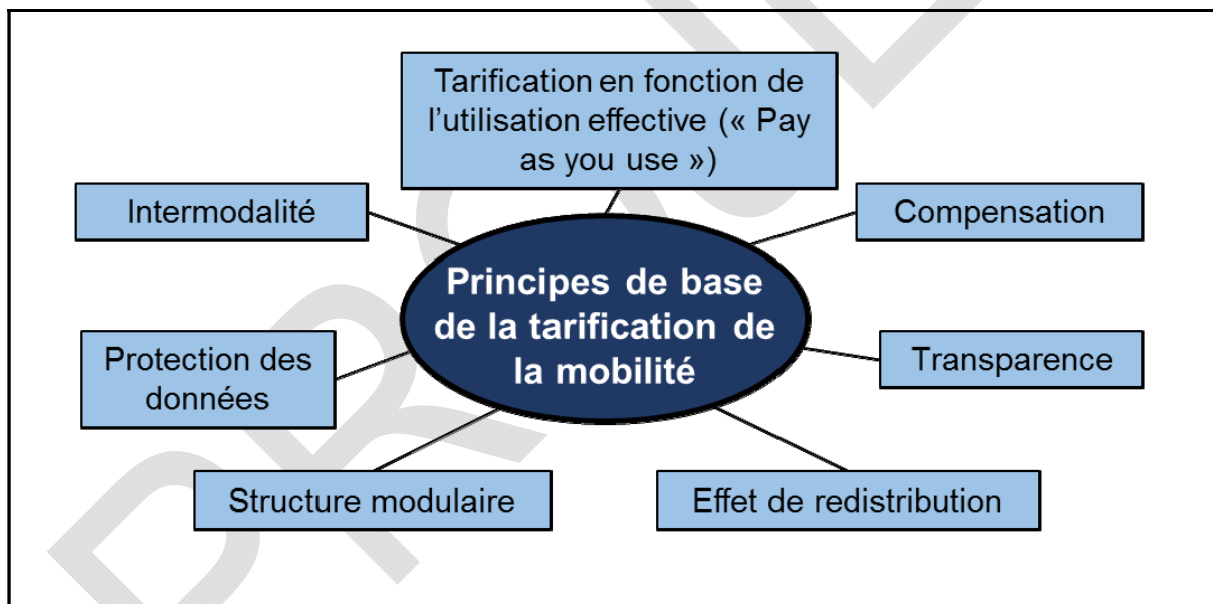 Tarification en fonction de
l’utilisation effective (« Pay
as you use »)
Intermodalité
Compensation
Principes de base
de la tarification de
la mobilité
Protection des
données
Transparence
Structure modulaire
Effet de redistribution